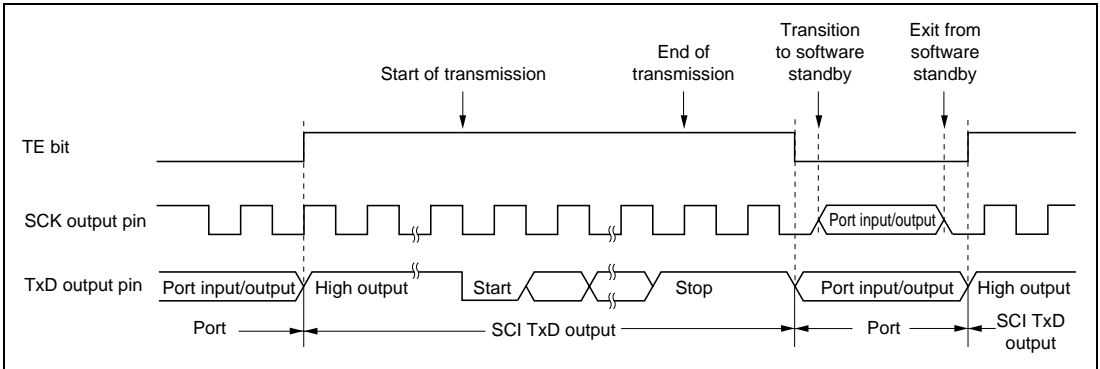 Transition
to software
standby
Exit from
software
standby
End of
transmission
Start of transmission
TE bit
SCK output pin
Port input/output
TxD output pin
Port input/output
High output
Start
Stop
Port input/output
High output
Port
SCI TxD output
Port
SCI TxD
output